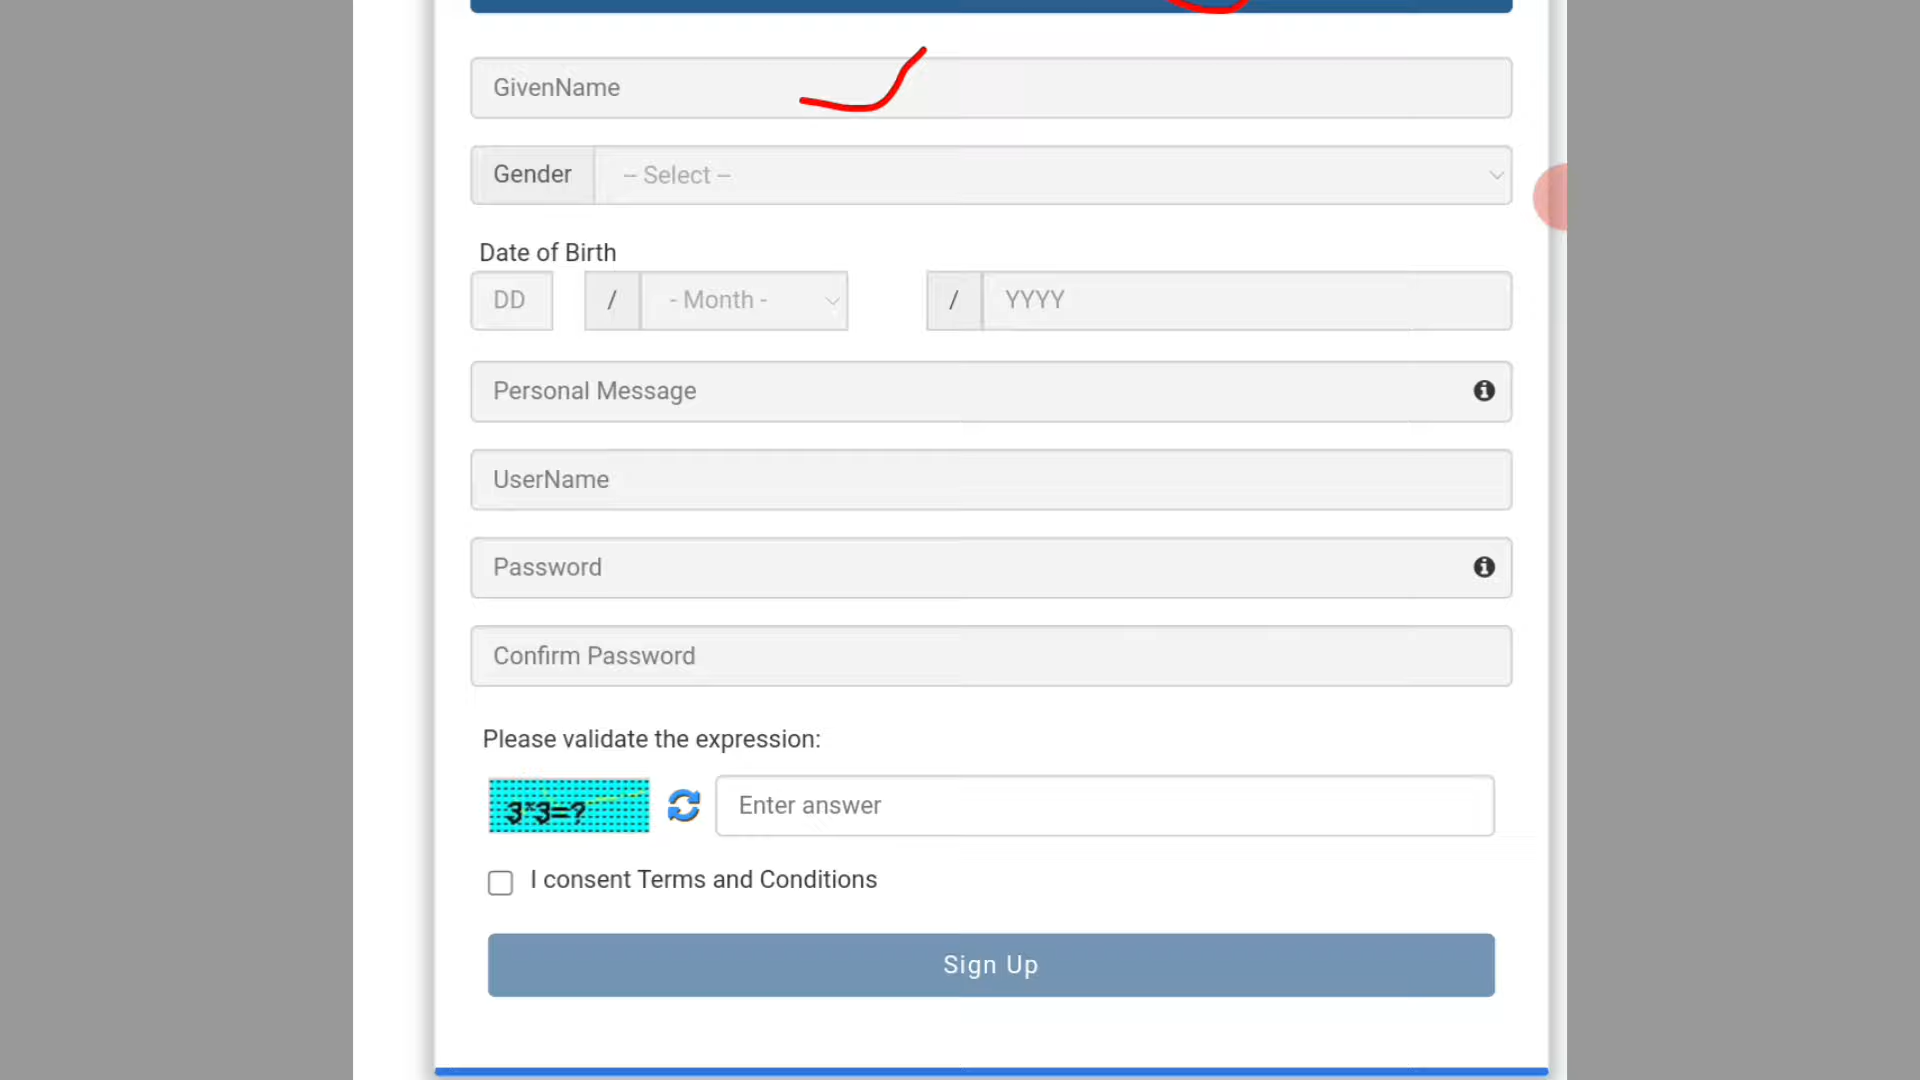 GivenName
Gender -- Select --
Date of Birth
DD / - Month - / YYYY
Personal Message
UserName
Password
Confirm Password
Please validate the expression:
3*3=? Enter answer
I consent Terms and Conditions
Sign Up